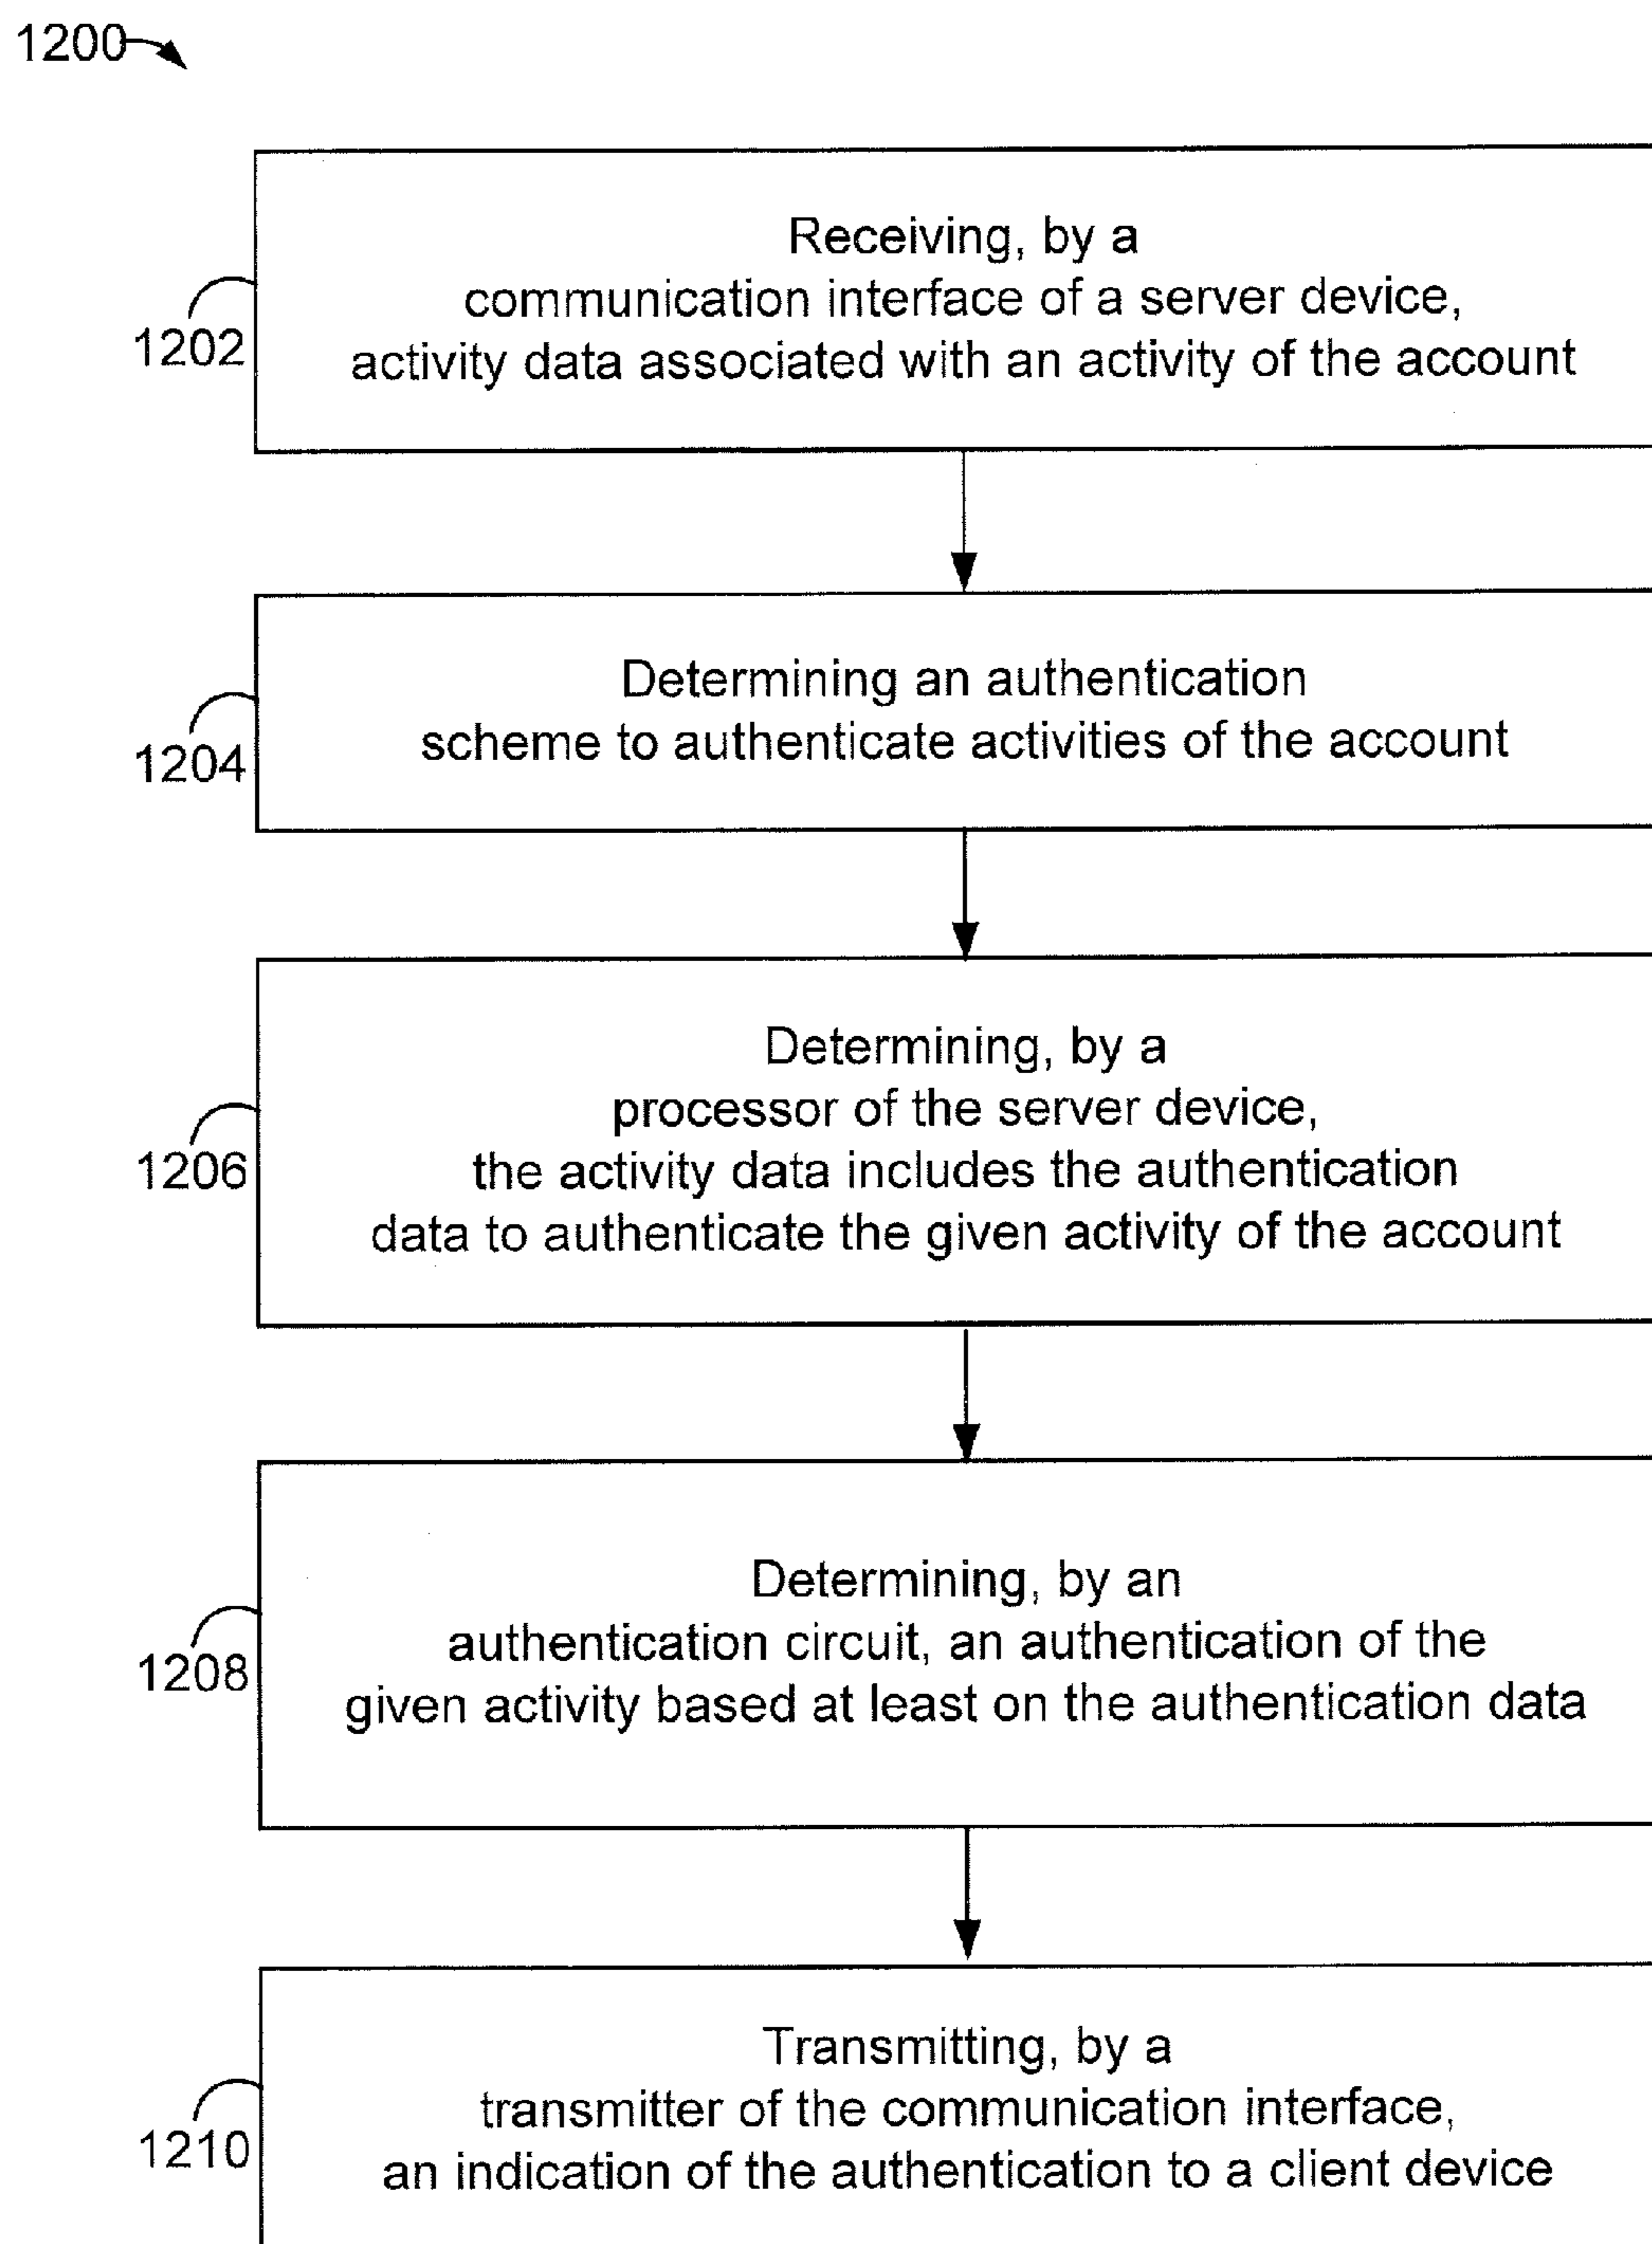 1200
Receiving, by a
communication interface of a server device,
activity data associated with an activity of the account
1202
Determining an authentication
scheme to authenticate activities of the account
1204
Determining, by a
processor of the server device,
the activity data includes the authentication
data to authenticate the given activity of the account
1206
Determining, by an
authentication circuit, an authentication of the
given activity based at least on the authentication data
1208
Transmitting, by a
transmitter of the communication interface,
an indication of the authentication to a client device
1210